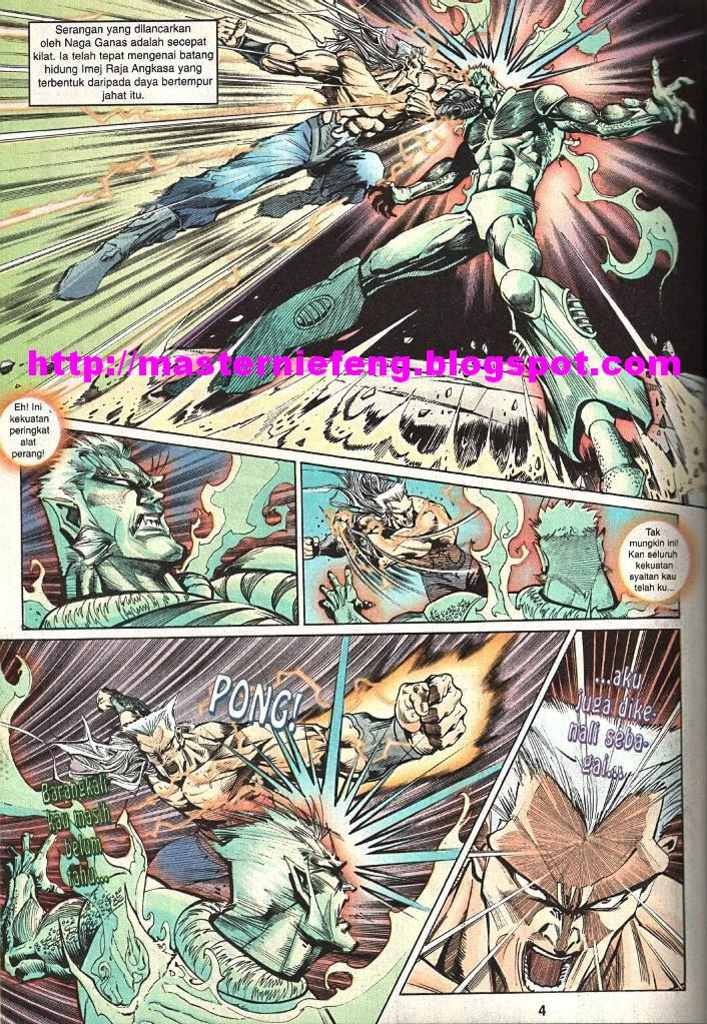 Serangan yang dilancarkan
oleh Naga Ganas adalah secepat
kilat. Ia telah tepat mengenai batang
hidung Imej Raja Angkasa yang
terbentuk daripada daya bertempur
jahat itu.
http://masterniefeng.blogspot.com
Eh! Ini
kekuatan
peringkat
alat
perang!
Tak
mungkin ini!
Kan seluruh
kekuatan
syaitan kau
telah ku...
PONG!
Barangkali
kau masih
belom
tahu...
...aku
juga dike-
nali seba-
gai...
4